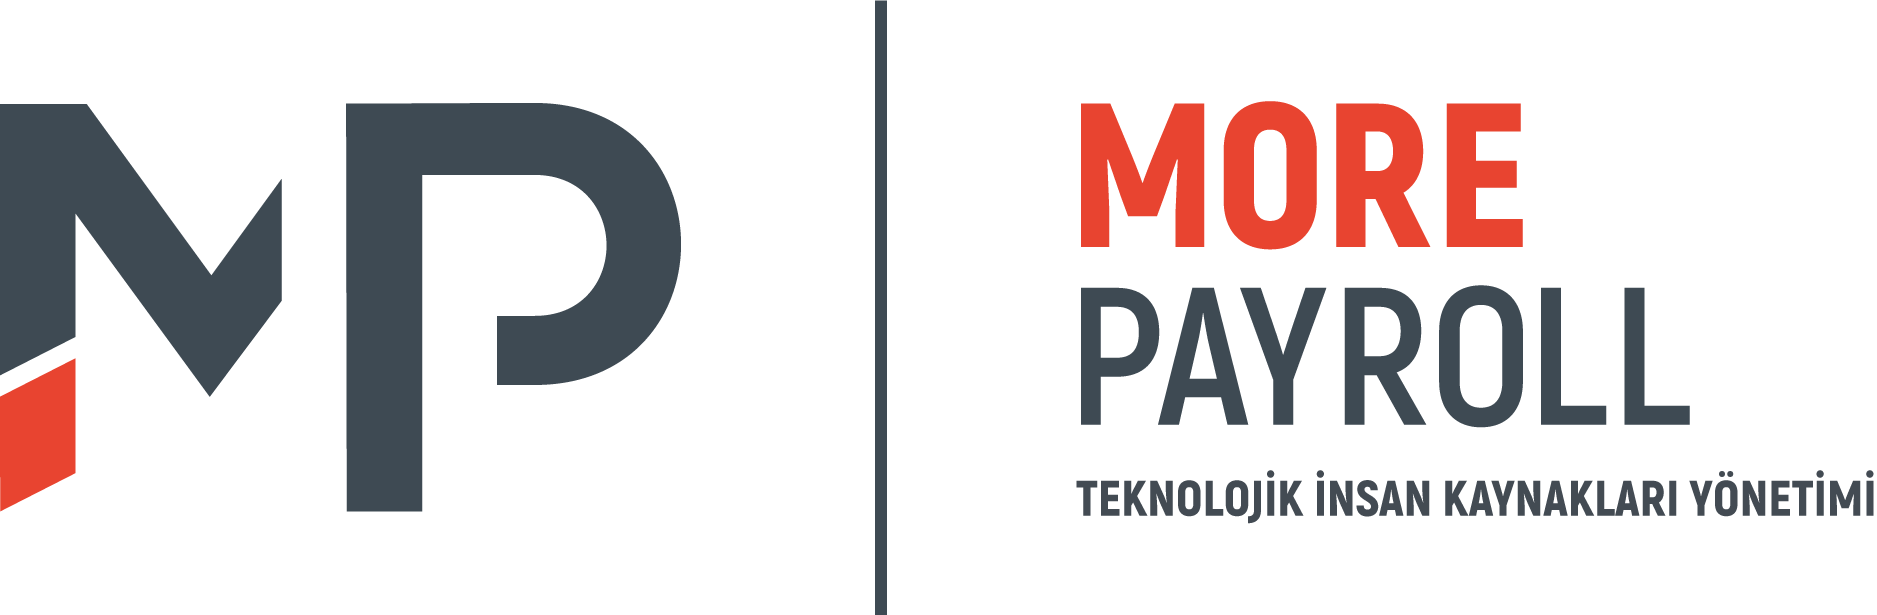 MP
MORE
PAYROLL
TEKNOLOJİK İNSAN KAYNAKLARI YÖNETİMİ